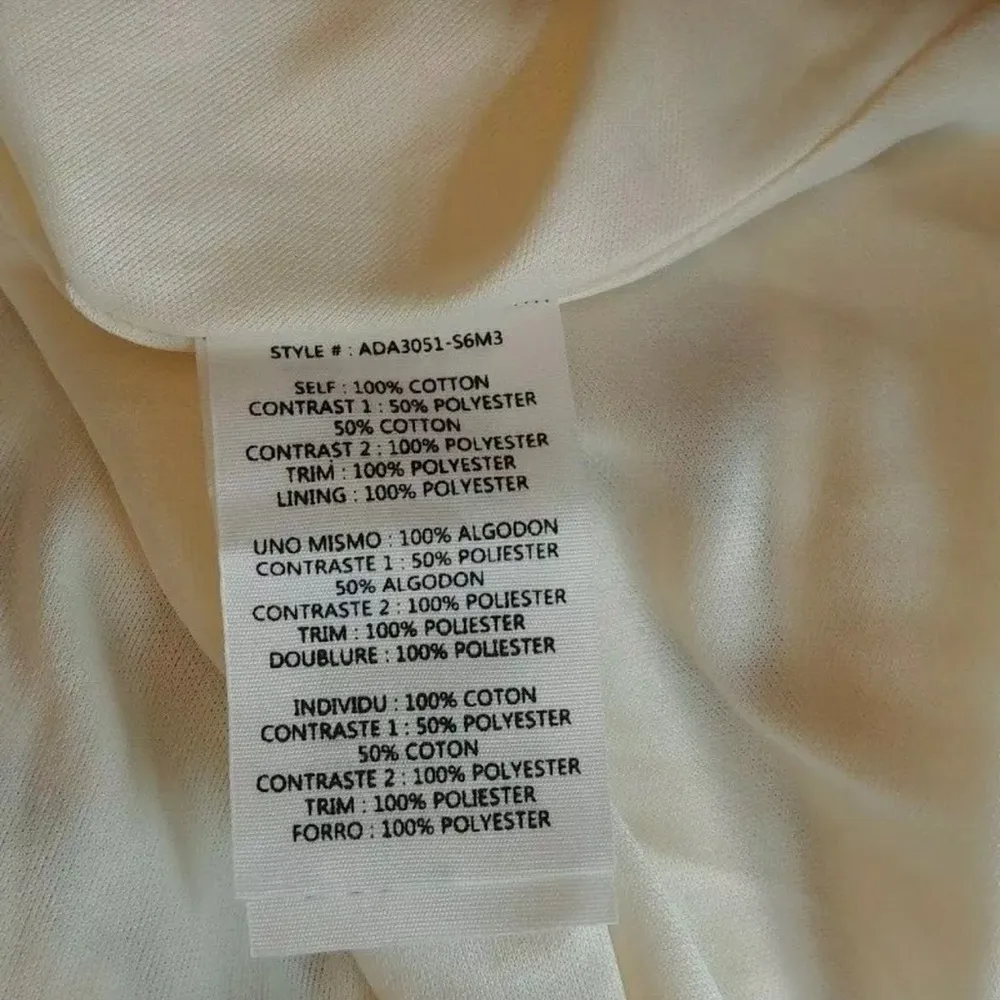 STYLE # : ADA3051-S6M3
SELF : 100% COTTON
CONTRAST 1 : 50% POLYESTER
50% COTTON
CONTRAST 2 : 100% POLYESTER
TRIM : 100% POLYESTER
LINING : 100% POLYESTER
UNO MISMO : 100% ALGODON
CONTRASTE 1 : 50% POLIESTER
50% ALGODON
CONTRASTE 2 : 100% POLIESTER
TRIM : 100% POLIESTER
DOUBLURE : 100% POLIESTER
INDIVIDU : 100% COTON
CONTRASTE 1 : 50% POLYESTER
50% COTON
CONTRASTE 2 : 100% POLYESTER
TRIM : 100% POLIESTER
FORRO : 100% POLYESTER